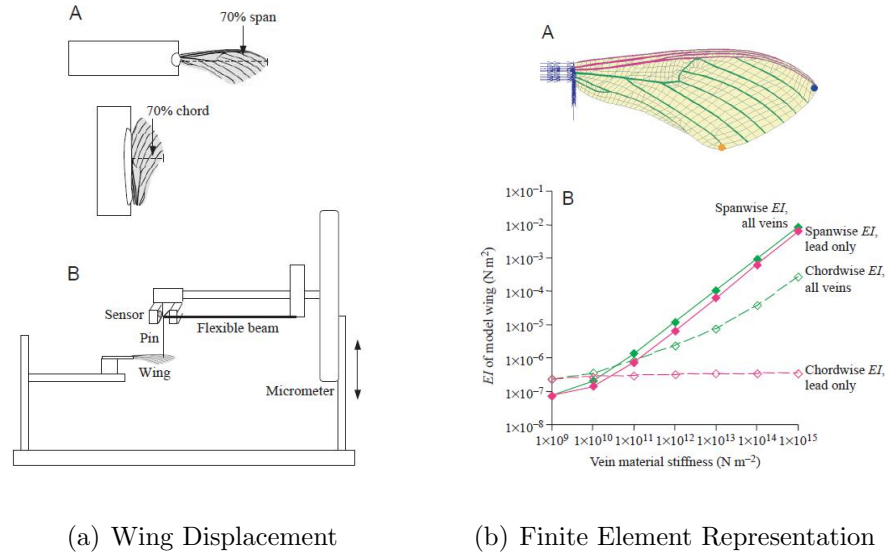 A
70% span
70% chord
B
Sensor
Pin
Flexible beam
Wing
Micrometer
(a) Wing Displacement
A
B
1×10⁻¹
1×10⁻²
1×10⁻³
1×10⁻⁴
1×10⁻⁵
1×10⁻⁶
1×10⁻⁷
1×10⁻⁸
EI of model wing (N m²)
Spanwise EI,
all veins
Spanwise EI,
lead only
Chordwise EI,
all veins
Chordwise EI,
lead only
1×10⁹ 1×10¹⁰ 1×10¹¹ 1×10¹² 1×10¹³ 1×10¹⁴ 1×10¹⁵
Vein material stiffness (N m⁻²)
(b) Finite Element Representation